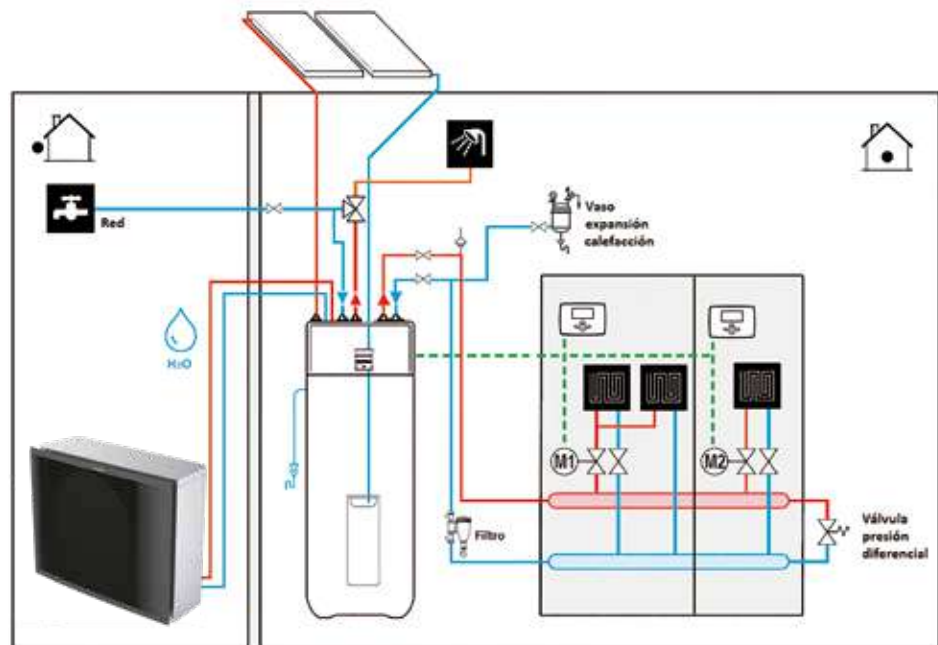 Red
Vaso
expansión
calefacción
H₂O
M1
M2
Filtro
Válvula
presión
diferencial